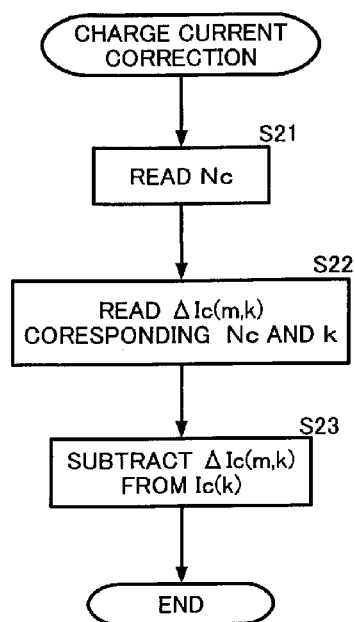 CHARGE CURRENT
CORRECTION
S21
READ Nc
S22
READ ΔIc(m,k)
CORESPONDING Nc AND k
S23
SUBTRACT ΔIc(m,k)
FROM Ic(k)
END